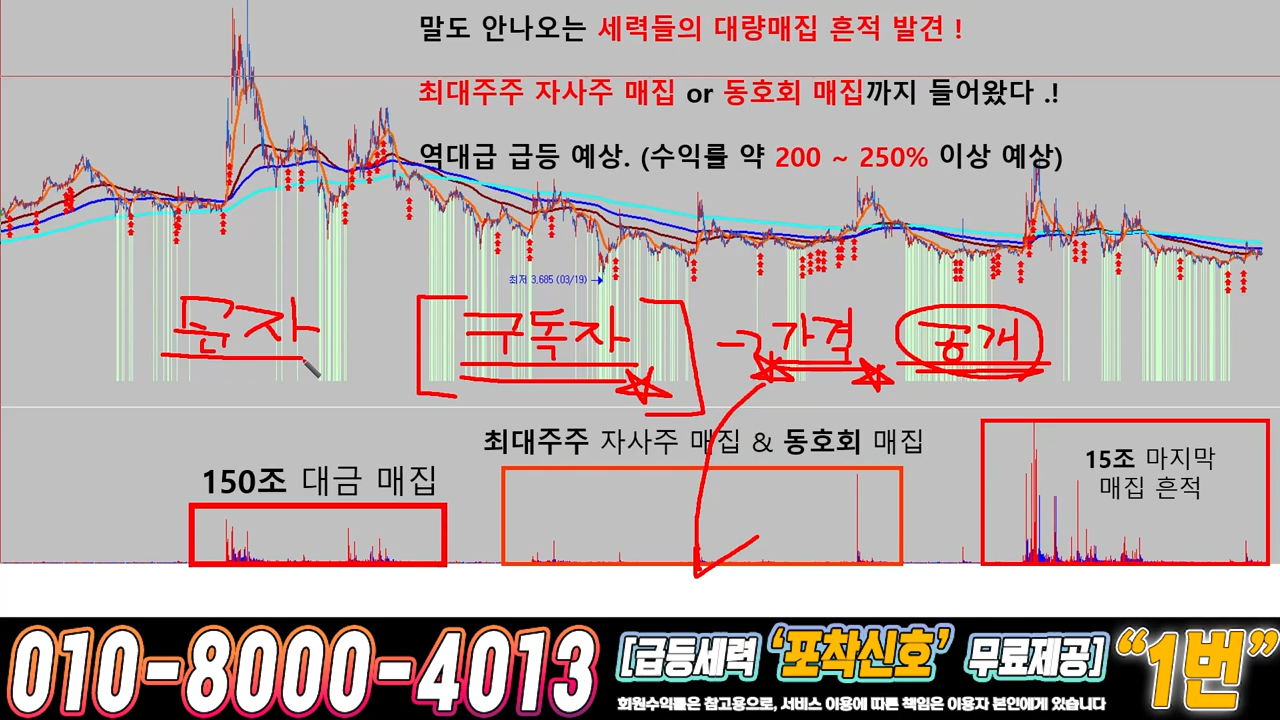 말도 안나오는 세력들의 대량매집 흔적 발견 !
최대주주 자사주 매집 or 동호회 매집까지 들어왔다 .!
역대급 급등 예상. (수익률 약 200 ~ 250% 이상 예상)
최저 3,685 (03/19)
문자
구독자
가격
공개
최대주주 자사주 매집 & 동호회 매집
150조 대금 매집
15조 마지막
매집 흔적
010-8000-4013
[급등세력 ‘포착신호’ 무료제공] “1번”
회원수익률은 참고용으로, 서비스 이용에 따른 책임은 이용자 본인에게 있습니다